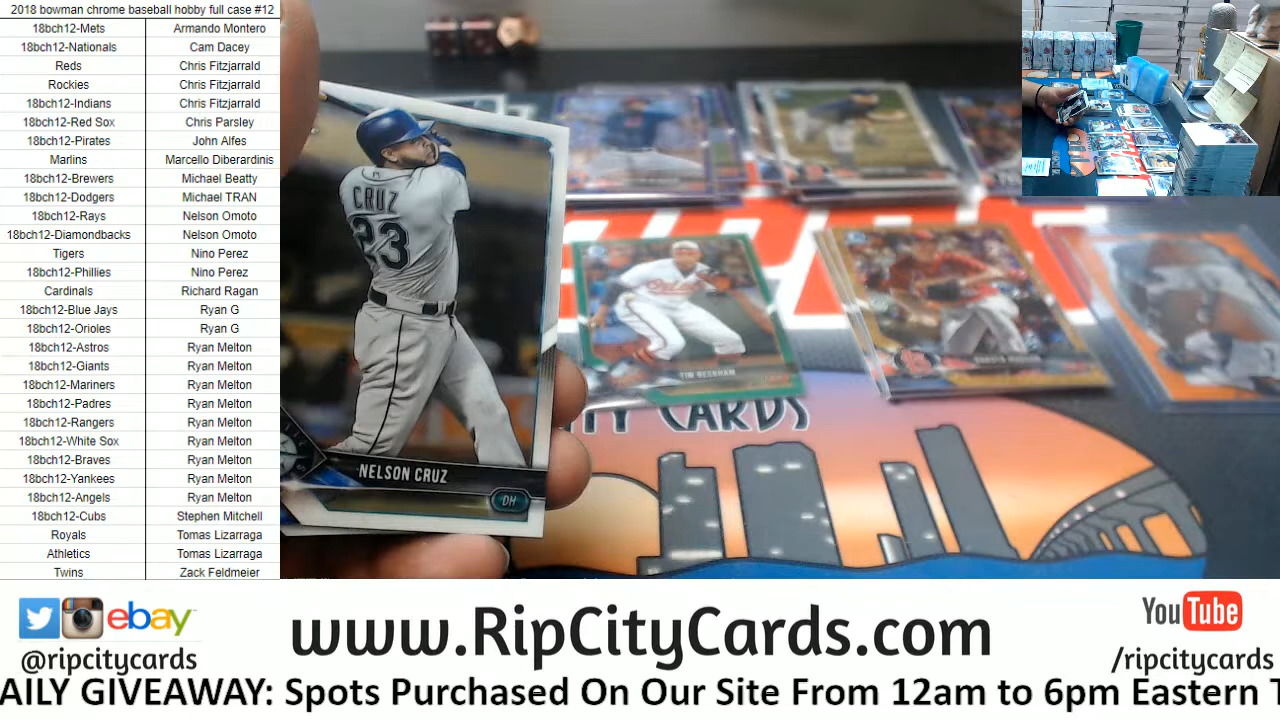 2018 bowman chrome baseball hobby full case #12
18bch12-Mets Armando Montero
18bch12-Nationals Cam Dacey
Reds Chris Fitzjarrald
Rockies Chris Fitzjarrald
18bch12-Indians Chris Fitzjarrald
18bch12-Red Sox Chris Parsley
18bch12-Pirates John Alfes
Marlins Marcello Diberardinis
18bch12-Brewers Michael Beatty
18bch12-Dodgers Michael TRAN
18bch12-Rays Nelson Omoto
18bch12-Diamondbacks Nelson Omoto
Tigers Nino Perez
18bch12-Phillies Nino Perez
Cardinals Richard Ragan
18bch12-Blue Jays Ryan G
18bch12-Orioles Ryan G
18bch12-Astros Ryan Melton
18bch12-Giants Ryan Melton
18bch12-Mariners Ryan Melton
18bch12-Padres Ryan Melton
18bch12-Rangers Ryan Melton
18bch12-White Sox Ryan Melton
18bch12-Braves Ryan Melton
18bch12-Yankees Ryan Melton
18bch12-Angels Ryan Melton
18bch12-Cubs Stephen Mitchell
Royals Tomas Lizarraga
Athletics Tomas Lizarraga
Twins Zack Feldmeier
CRUZ
23
NELSON CRUZ
DH
Orioles
TIM BECKHAM
CITY CARDS
ebay
@ripcitycards
www.RipCityCards.com
YouTube
/ripcitycards
AILY GIVEAWAY: Spots Purchased On Our Site From 12am to 6pm Eastern T